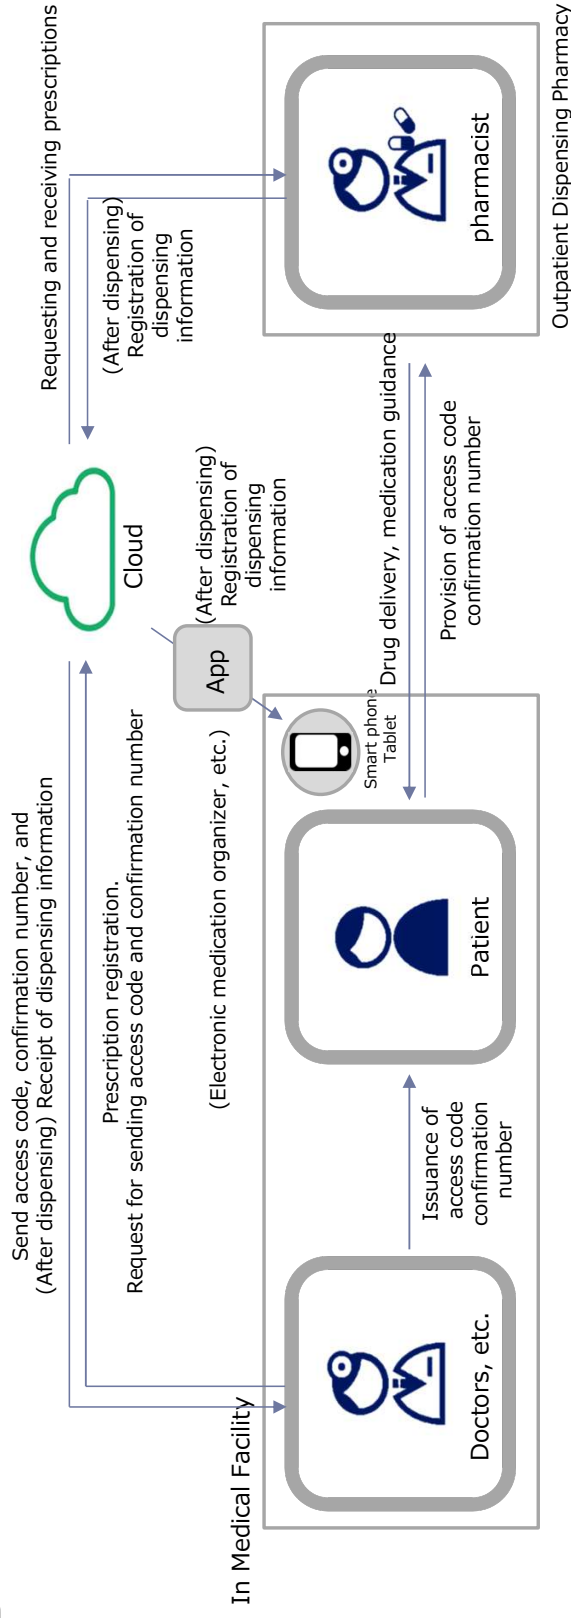 Send access code, confirmation number, and
(After dispensing) Receipt of dispensing information
Prescription registration.
Request for sending access code and confirmation number
Cloud
Requesting and receiving prescriptions
(After dispensing)
Registration of
dispensing
information
(After dispensing)
Registration of
dispensing
information
App
(Electronic medication organizer, etc.)
In Medical Facility
Smart phone
Tablet
Doctors, etc.
Issuance of
access code
confirmation
number
Patient
Drug delivery, medication guidance
Provision of access code
confirmation number
pharmacist
Outpatient Dispensing Pharmacy